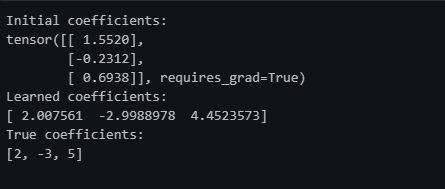 Initial coefficients:
tensor([[ 1.5520],
        [-0.2312],
        [ 0.6938]], requires_grad=True)
Learned coefficients:
[ 2.007561  -2.9988978  4.4523573]
True coefficients:
[2, -3, 5]